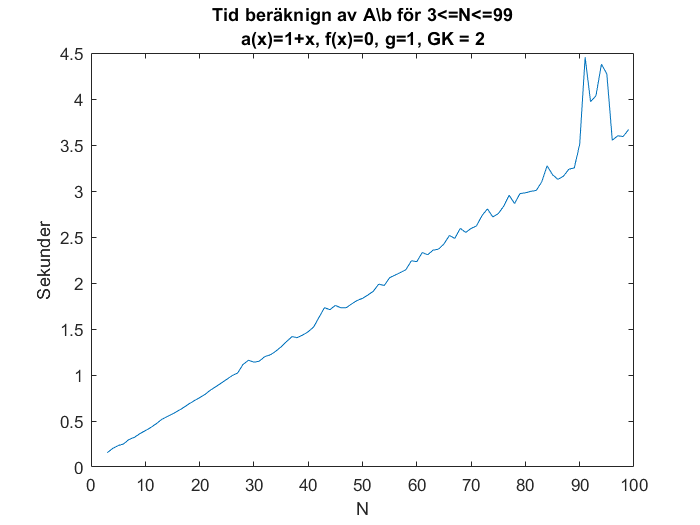 Tid beräknign av A\b för 3<=N<=99
a(x)=1+x, f(x)=0, g=1, GK = 2
4.5
4
3.5
3
2.5
2
1.5
1
0.5
0
Sekunder
0 10 20 30 40 50 60 70 80 90 100
N